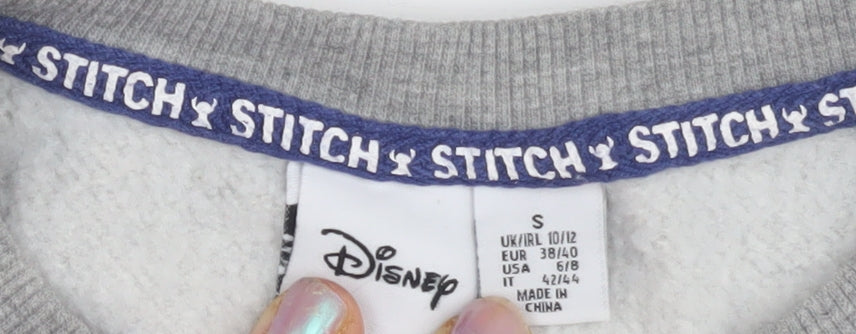 STITCH STITCH STITCH STITCH ST
Disney
S
UK/IRL 10/12
EUR 38/40
USA 6/8
IT 42/44
MADE IN
CHINA